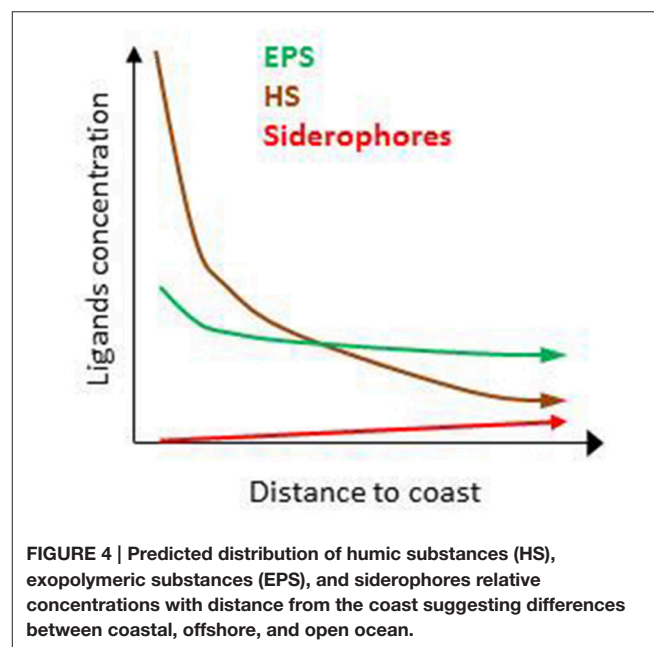 EPS
HS
Siderophores
Ligands concentration
Distance to coast
FIGURE 4 | Predicted distribution of humic substances (HS),
exopolymeric substances (EPS), and siderophores relative
concentrations with distance from the coast suggesting differences
between coastal, offshore, and open ocean.